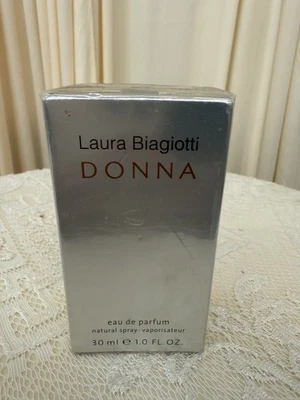 Laura Biagiotti
DONNA
eau de parfum
natural spray · vaporisateur
30 ml ℮ 1.0 FL. OZ.